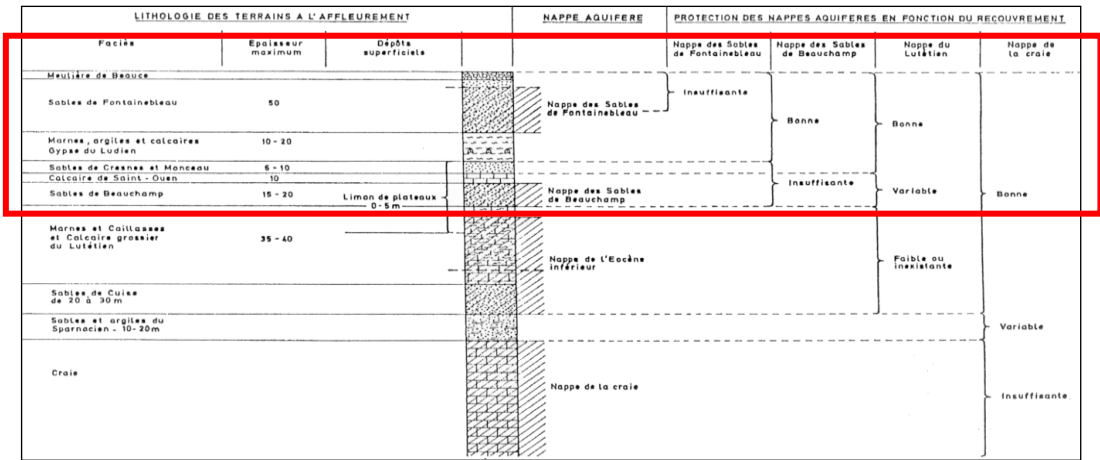 LITHOLOGIE DES TERRAINS A L'AFFLEUREMENT
NAPPE AQUIFERE
PROTECTION DES NAPPES AQUIFERES EN FONCTION DU RECOUVREMENT
Faciès
Epaisseur
maximum
Dépôts
superficiels
Nappe des Sables
de Fontainebleau
Nappe des Sables
de Beauchamp
Nappe du
Lutétien
Nappe de
la craie
Meulière de Beauce
Sables de Fontainebleau
50
Nappe des Sables
de Fontainebleau
Insuffisante
Bonne
Bonne
Marnes, argiles et calcaires
Gypse du Ludien
10 - 20
Sables de Cresnes et Monceau
6 - 10
Calcaire de Saint - Ouen
10
Sables de Beauchamp
15 - 20
Limon de plateaux
0 - 5 m
Nappe des Sables
de Beauchamp
Insuffisante
Variable
Bonne
Marnes et Caillasses
et Calcaire grossier
du Lutétien
35 - 40
Nappe de l'Eocène
inférieur
Faible ou
inexistante
Sables de Cuise
de 20 à 30 m
Sables et argiles du
Sparnacien - 10-20m
Variable
Craie
Nappe de la craie
Insuffisante